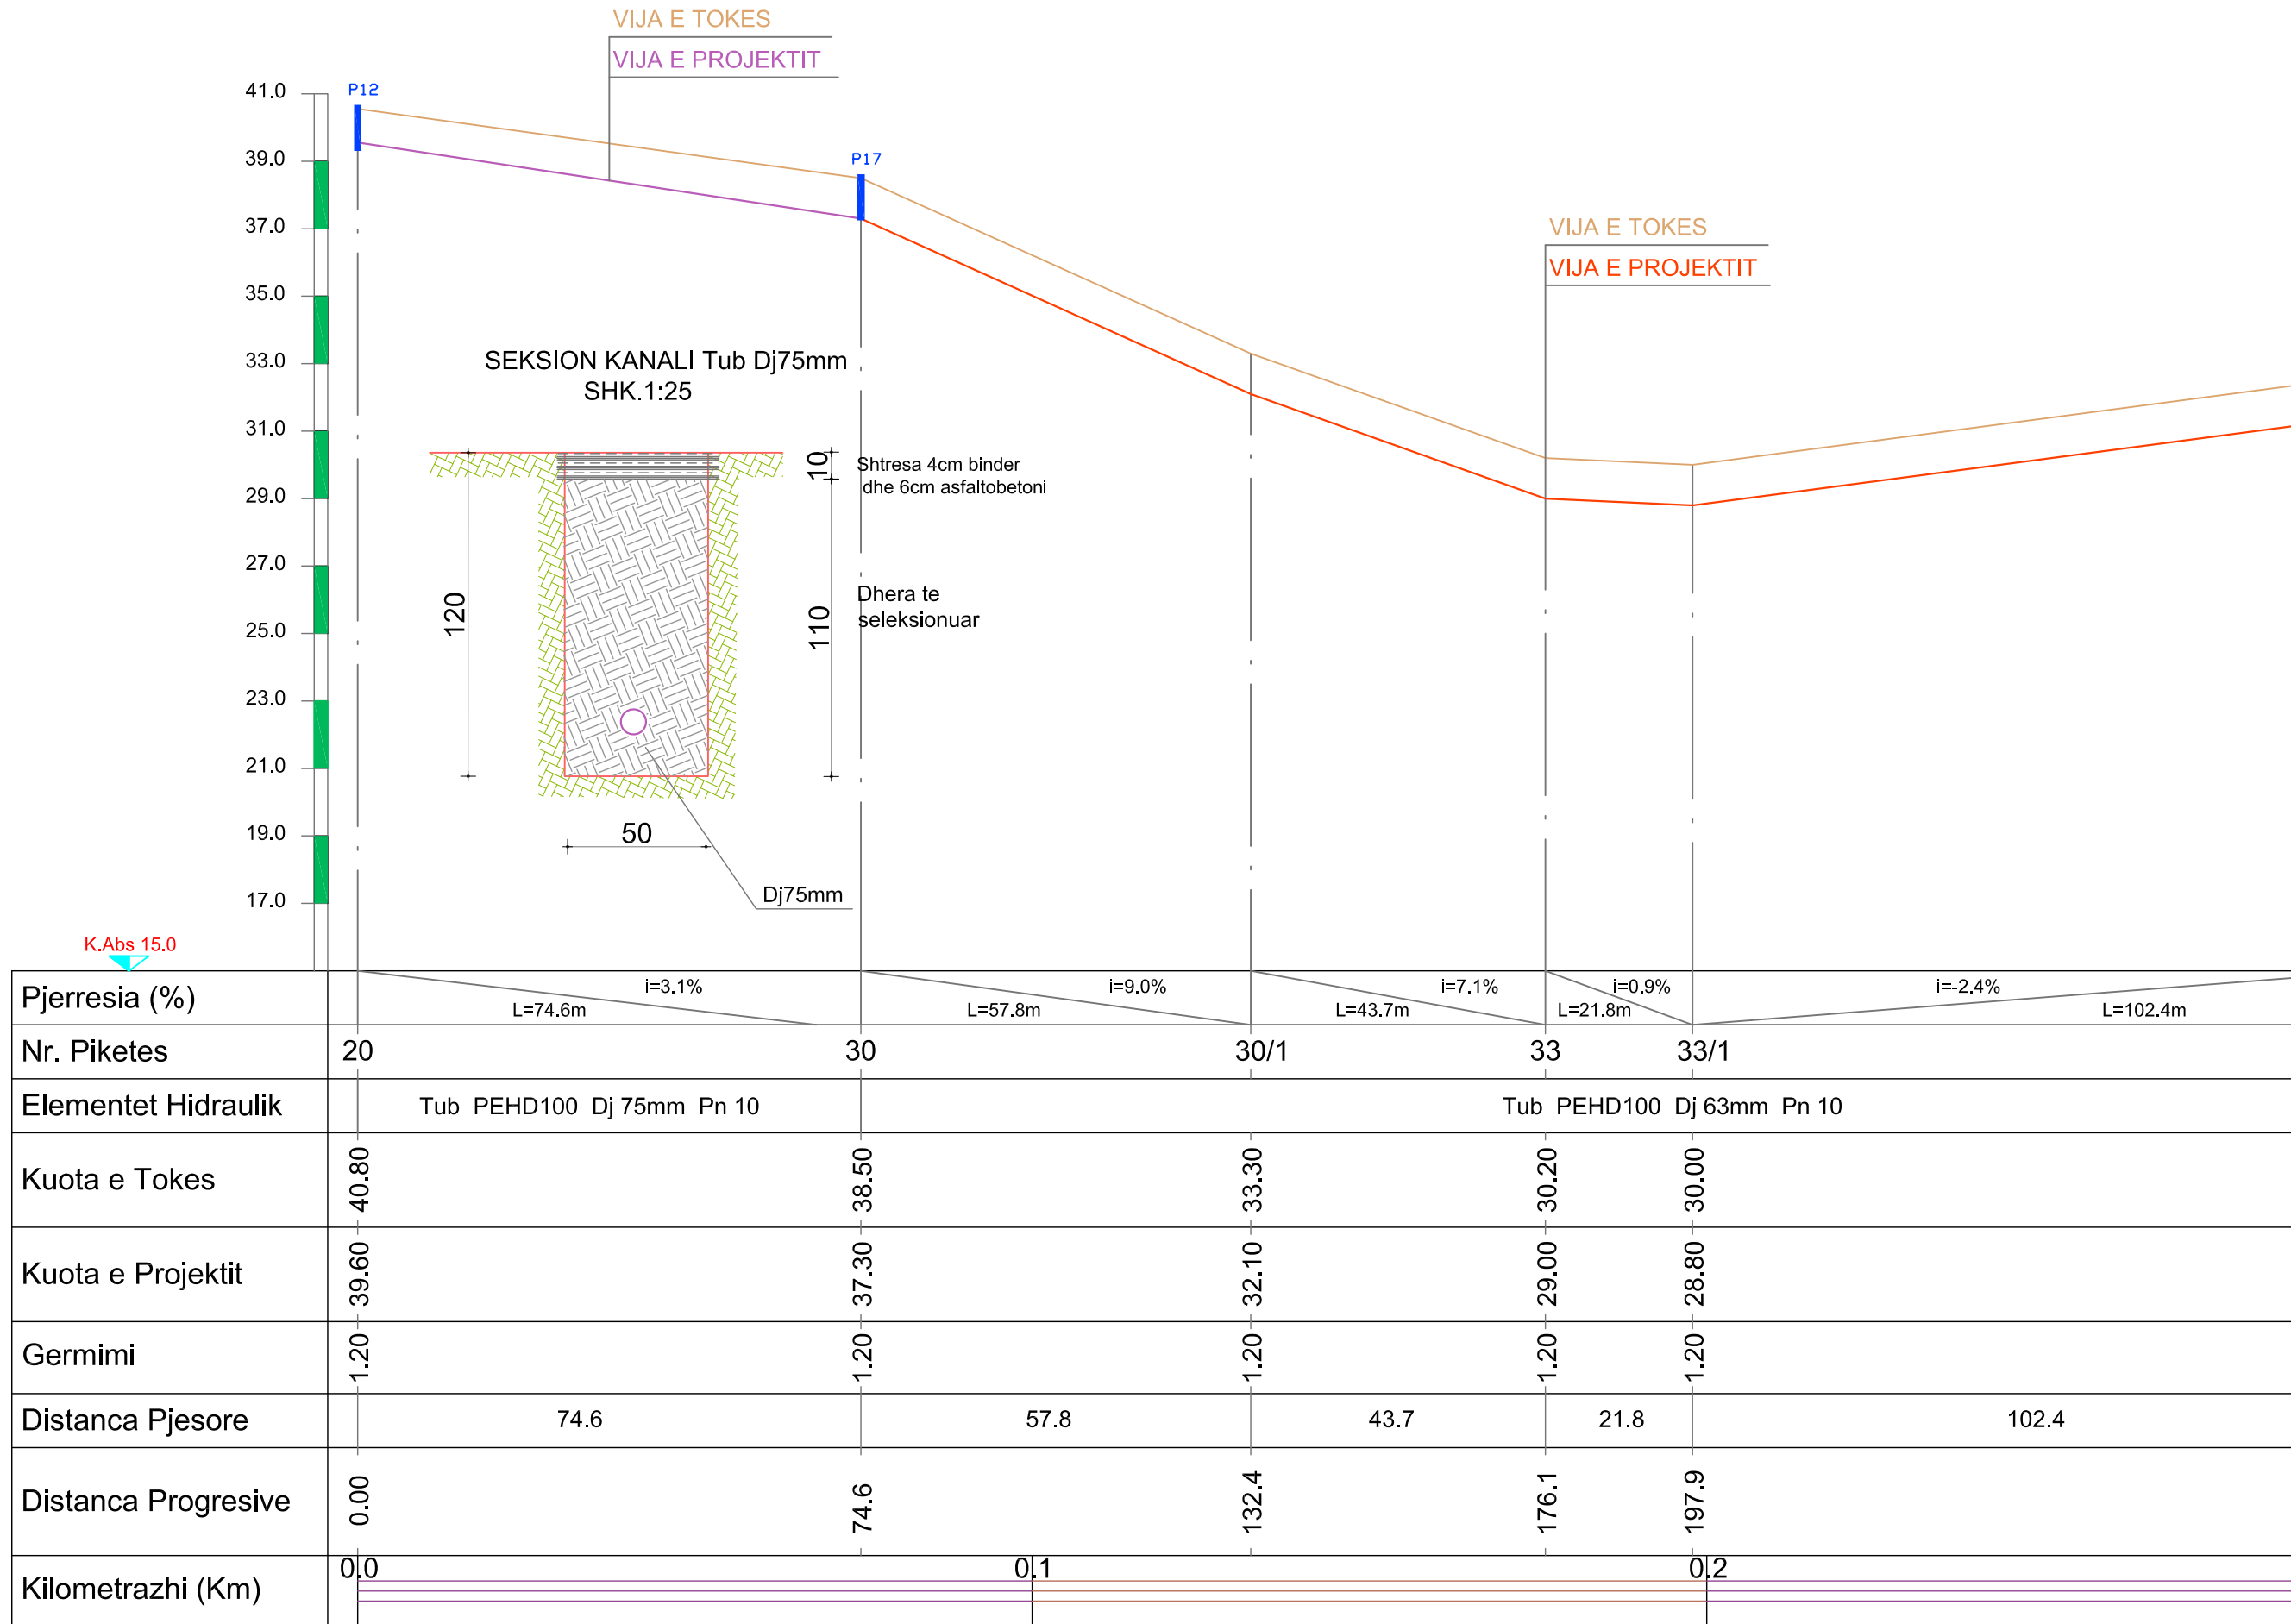 VIJA E TOKES
VIJA E PROJEKTIT
41.0
P12
39.0
P17
37.0
VIJA E TOKES
VIJA E PROJEKTIT
35.0
33.0
SEKSION KANALI Tub Dj75mm
SHK.1:25
31.0
10
Shtresa 4cm binder
dhe 6cm asfaltobetoni
29.0
27.0
120
110
Dhera te
seleksionuar
25.0
23.0
21.0
19.0
50
17.0
Dj75mm
K.Abs 15.0
Pjerresia (%)
i=3.1% i=9.0% i=7.1% i=0.9% i=-2.4%
L=74.6m L=57.8m L=43.7m L=21.8m L=102.4m
Nr. Piketes 20 30 30/1 33 33/1
Elementet Hidraulik Tub PEHD100 Dj 75mm Pn 10 Tub PEHD100 Dj 63mm Pn 10
Kuota e Tokes 40.80 38.50 33.30 30.20 30.00
Kuota e Projektit 39.60 37.30 32.10 29.00 28.80
Germimi 1.20 1.20 1.20 1.20 1.20
Distanca Pjesore 74.6 57.8 43.7 21.8 102.4
Distanca Progresive 0.00 74.6 132.4 176.1 197.9
Kilometrazhi (Km) 0.0 0.1 0.2